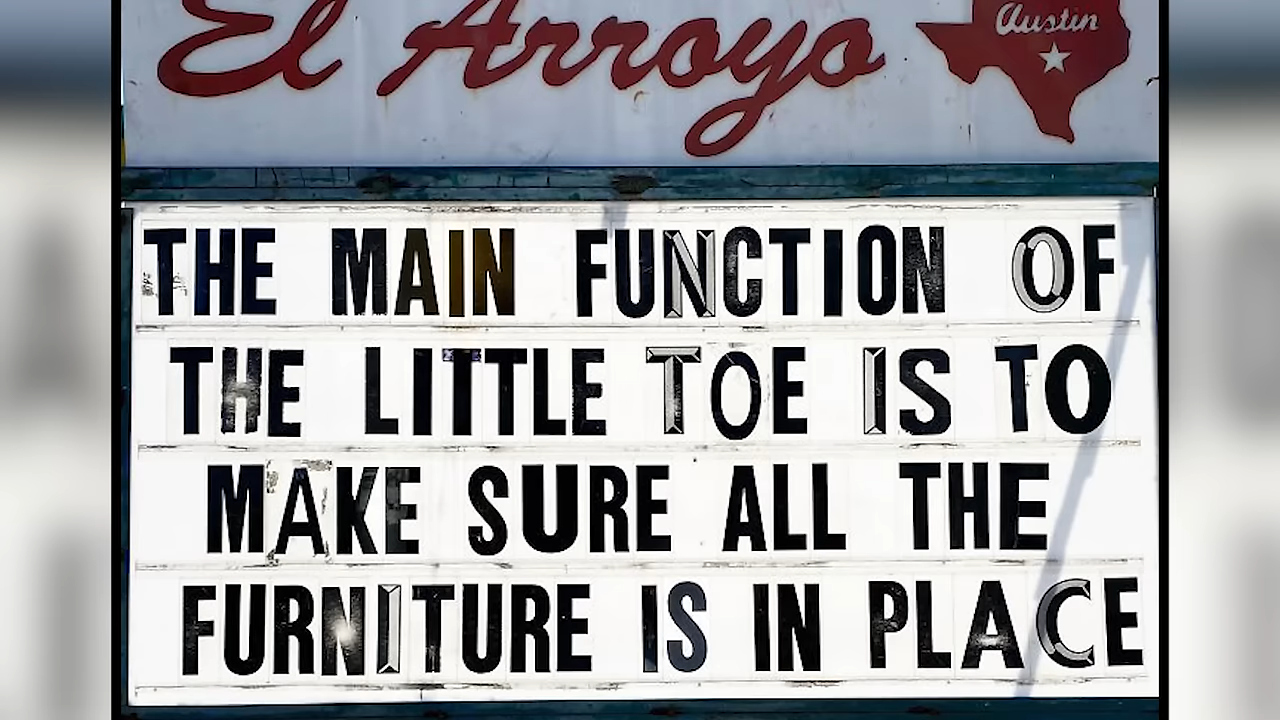 El Arroyo
Austin
THE MAIN FUNCTION OF
THE LITTLE TOE IS TO
MAKE SURE ALL THE
FURNITURE IS IN PLACE